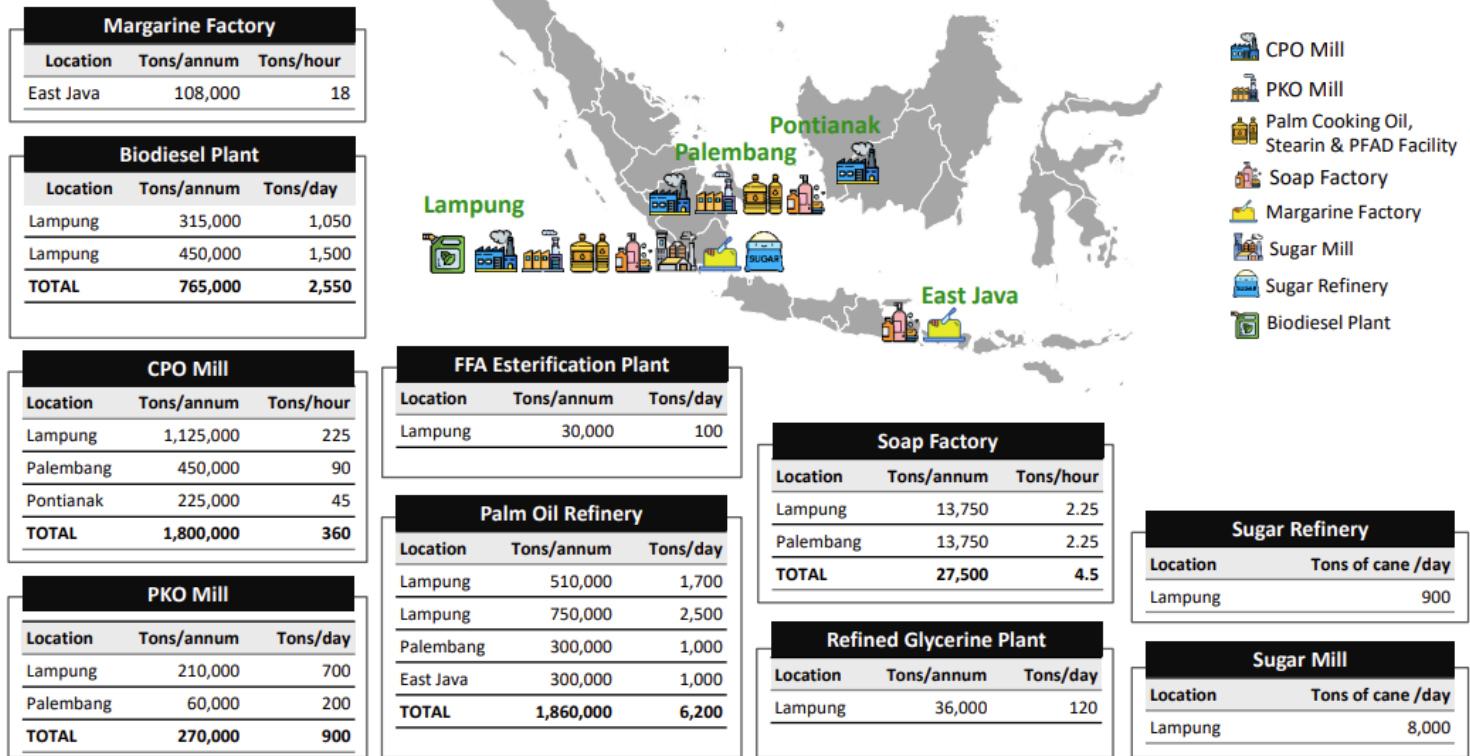 Margarine Factory
Location Tons/annum Tons/hour
East Java 108,000 18
Biodiesel Plant
Location Tons/annum Tons/day
Lampung 315,000 1,050
Lampung 450,000 1,500
TOTAL 765,000 2,550
CPO Mill
Location Tons/annum Tons/hour
Lampung 1,125,000 225
Palembang 450,000 90
Pontianak 225,000 45
TOTAL 1,800,000 360
PKO Mill
Location Tons/annum Tons/day
Lampung 210,000 700
Palembang 60,000 200
TOTAL 270,000 900
Pontianak
Palembang
Lampung
SUGAR
East Java
CPO Mill
PKO Mill
Palm Cooking Oil,
Stearin & PFAD Facility
Soap Factory
Margarine Factory
Sugar Mill
SUGAR
Sugar Refinery
Biodiesel Plant
FFA Esterification Plant
Location Tons/annum Tons/day
Lampung 30,000 100
Palm Oil Refinery
Location Tons/annum Tons/day
Lampung 510,000 1,700
Lampung 750,000 2,500
Palembang 300,000 1,000
East Java 300,000 1,000
TOTAL 1,860,000 6,200
Soap Factory
Location Tons/annum Tons/hour
Lampung 13,750 2.25
Palembang 13,750 2.25
TOTAL 27,500 4.5
Refined Glycerine Plant
Location Tons/annum Tons/day
Lampung 36,000 120
Sugar Refinery
Location Tons of cane /day
Lampung 900
Sugar Mill
Location Tons of cane /day
Lampung 8,000